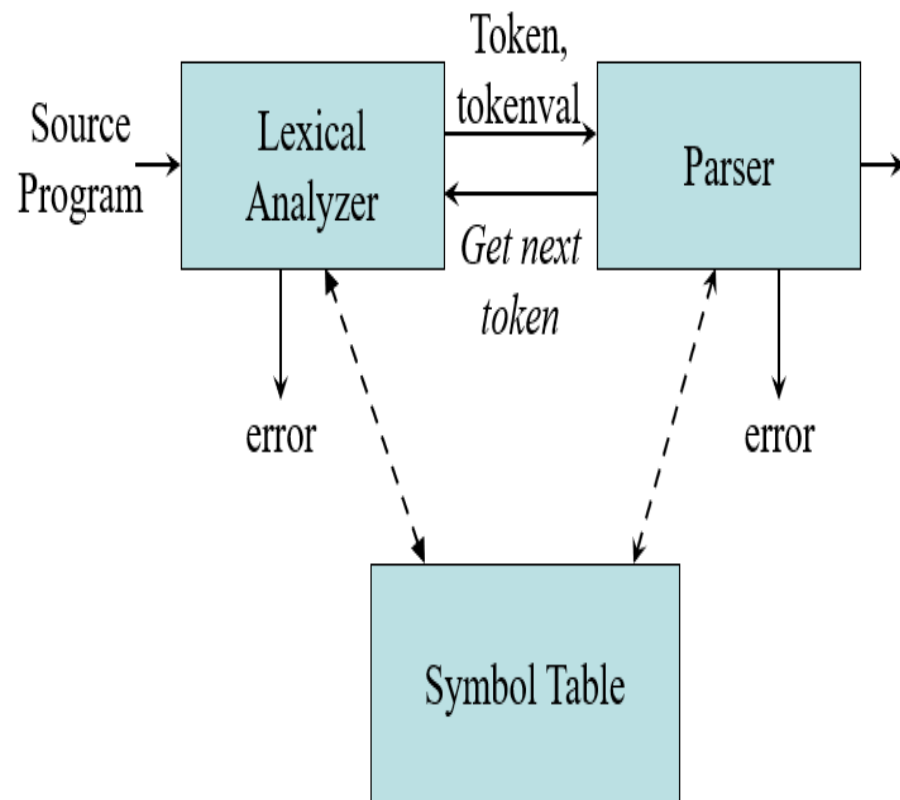 Source
Program
Lexical
Analyzer
Token,
tokenval
Get next
token
Parser
error
error
Symbol Table